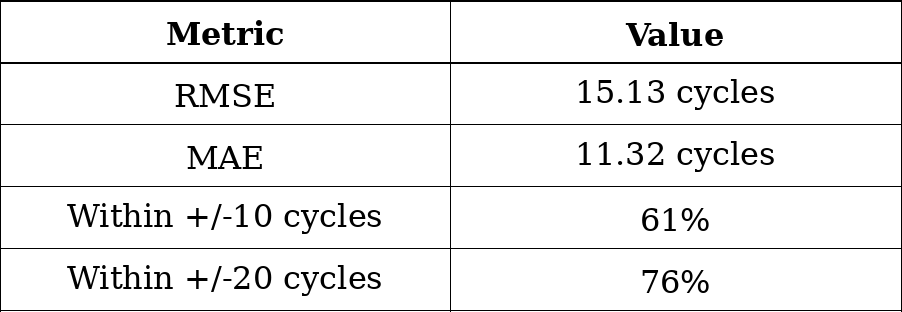 Metric Value
RMSE 15.13 cycles
MAE 11.32 cycles
Within +/-10 cycles 61%
Within +/-20 cycles 76%